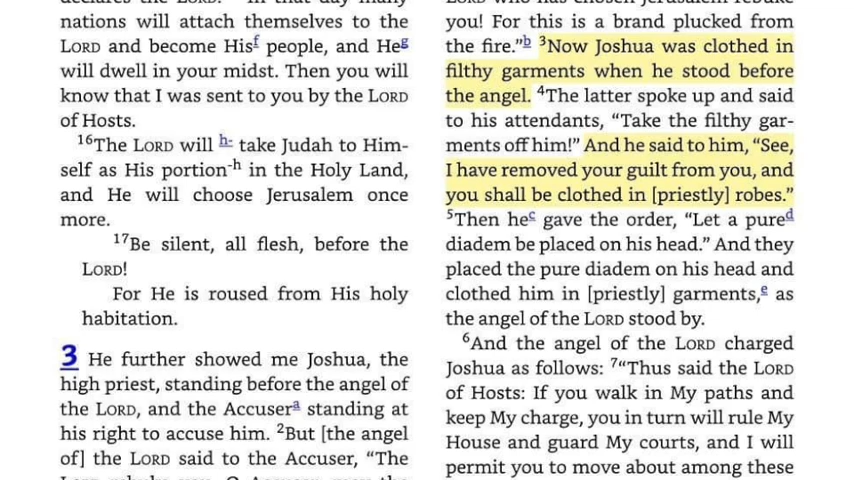 nations will attach themselves to the
LORD and become Hisᶠ people, and Heᵍ
will dwell in your midst. Then you will
know that I was sent to you by the LORD
of Hosts.
¹⁶The LORD will ʰ⁻ take Judah to Him-
self as His portion⁻ʰ in the Holy Land,
and He will choose Jerusalem once
more.
¹⁷Be silent, all flesh, before the
LORD!
For He is roused from His holy
habitation.
3 He further showed me Joshua, the
high priest, standing before the angel of
the LORD, and the Accuserᵃ standing at
his right to accuse him. ²But [the angel
of] the LORD said to the Accuser, “The
you! For this is a brand plucked from
the fire.”ᵇ ³Now Joshua was clothed in
filthy garments when he stood before
the angel. ⁴The latter spoke up and said
to his attendants, “Take the filthy gar-
ments off him!” And he said to him, “See,
I have removed your guilt from you, and
you shall be clothed in [priestly] robes.”
⁵Then heᶜ gave the order, “Let a pureᵈ
diadem be placed on his head.” And they
placed the pure diadem on his head and
clothed him in [priestly] garments,ᵉ as
the angel of the LORD stood by.
⁶And the angel of the LORD charged
Joshua as follows: ⁷“Thus said the LORD
of Hosts: If you walk in My paths and
keep My charge, you in turn will rule My
House and guard My courts, and I will
permit you to move about among these